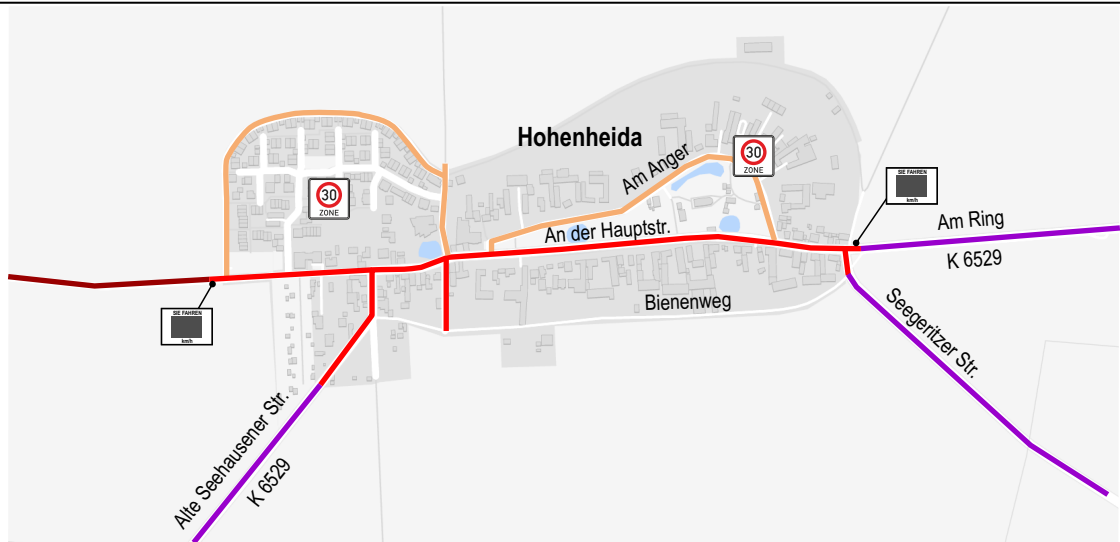 Hohenheida
30
ZONE
Am Anger
SIE FAHREN
km/h
30
ZONE
An der Hauptstr.
Am Ring
K 6529
Bienenweg
SIE FAHREN
km/h
Seegeritzer Str.
Alte Seehausener Str.
K 6529